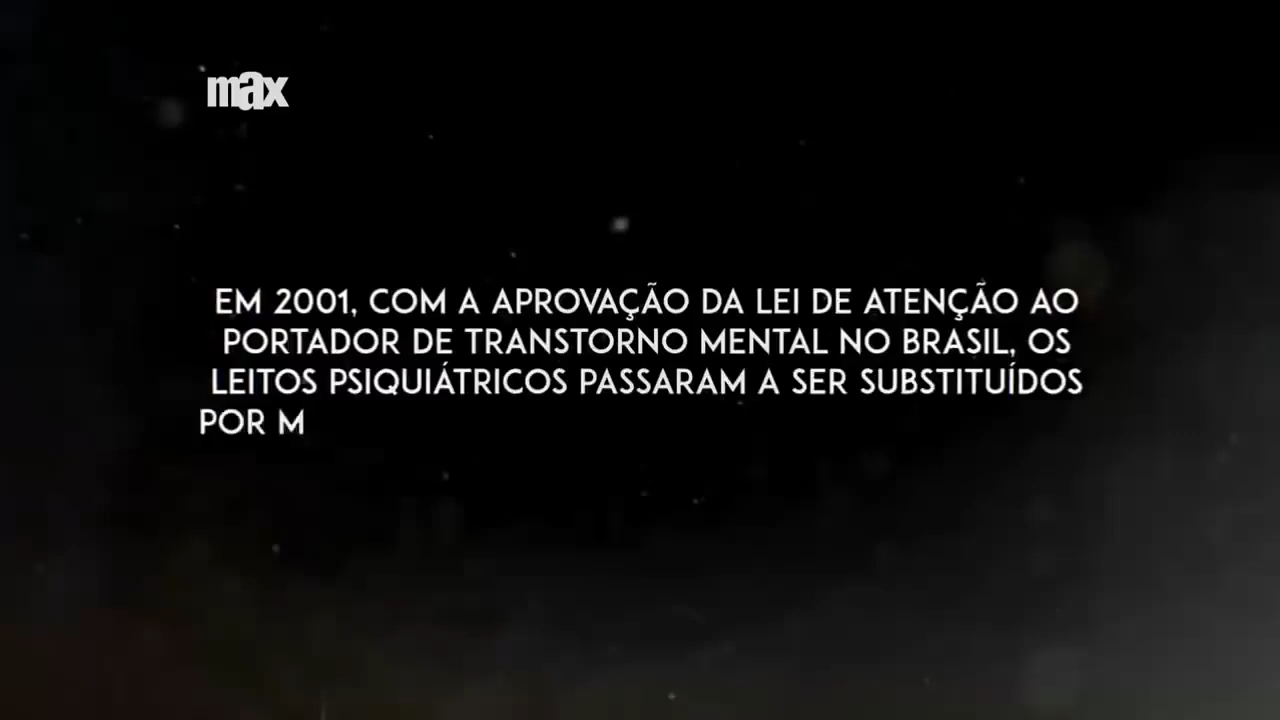 max
EM 2001, COM A APROVAÇÃO DA LEI DE ATENÇÃO AO
PORTADOR DE TRANSTORNO MENTAL NO BRASIL, OS
LEITOS PSIQUIÁTRICOS PASSARAM A SER SUBSTITUÍDOS
POR M